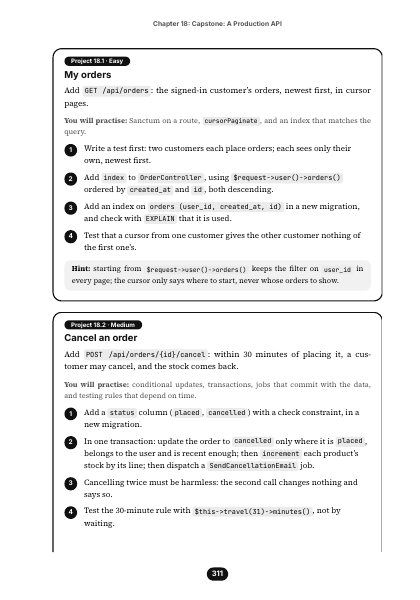 Chapter 18: Capstone: A Production API
Project 18.1 · Easy
My orders
Add GET /api/orders: the signed-in customer's orders, newest first, in cursor
pages.
You will practise: Sanctum on a route, cursorPaginate, and an index that matches the
query.
1 Write a test first: two customers each place orders; each sees only their
own, newest first.
2 Add index to OrderController, using $request->user()->orders()
ordered by created_at and id, both descending.
3 Add an index on orders (user_id, created_at, id) in a new migration,
and check with EXPLAIN that it is used.
4 Test that a cursor from one customer gives the other customer nothing of
the first one's.
Hint: starting from $request->user()->orders() keeps the filter on user_id in
every page; the cursor only says where to start, never whose orders to show.
Project 18.2 · Medium
Cancel an order
Add POST /api/orders/{id}/cancel: within 30 minutes of placing it, a cus-
tomer may cancel, and the stock comes back.
You will practise: conditional updates, transactions, jobs that commit with the data,
and testing rules that depend on time.
1 Add a status column (placed, cancelled) with a check constraint, in a
new migration.
2 In one transaction: update the order to cancelled only where it is placed,
belongs to the user and is recent enough; then increment each product's
stock by its line; then dispatch a SendCancellationEmail job.
3 Cancelling twice must be harmless: the second call changes nothing and
says so.
4 Test the 30-minute rule with $this->travel(31)->minutes(), not by
waiting.
311